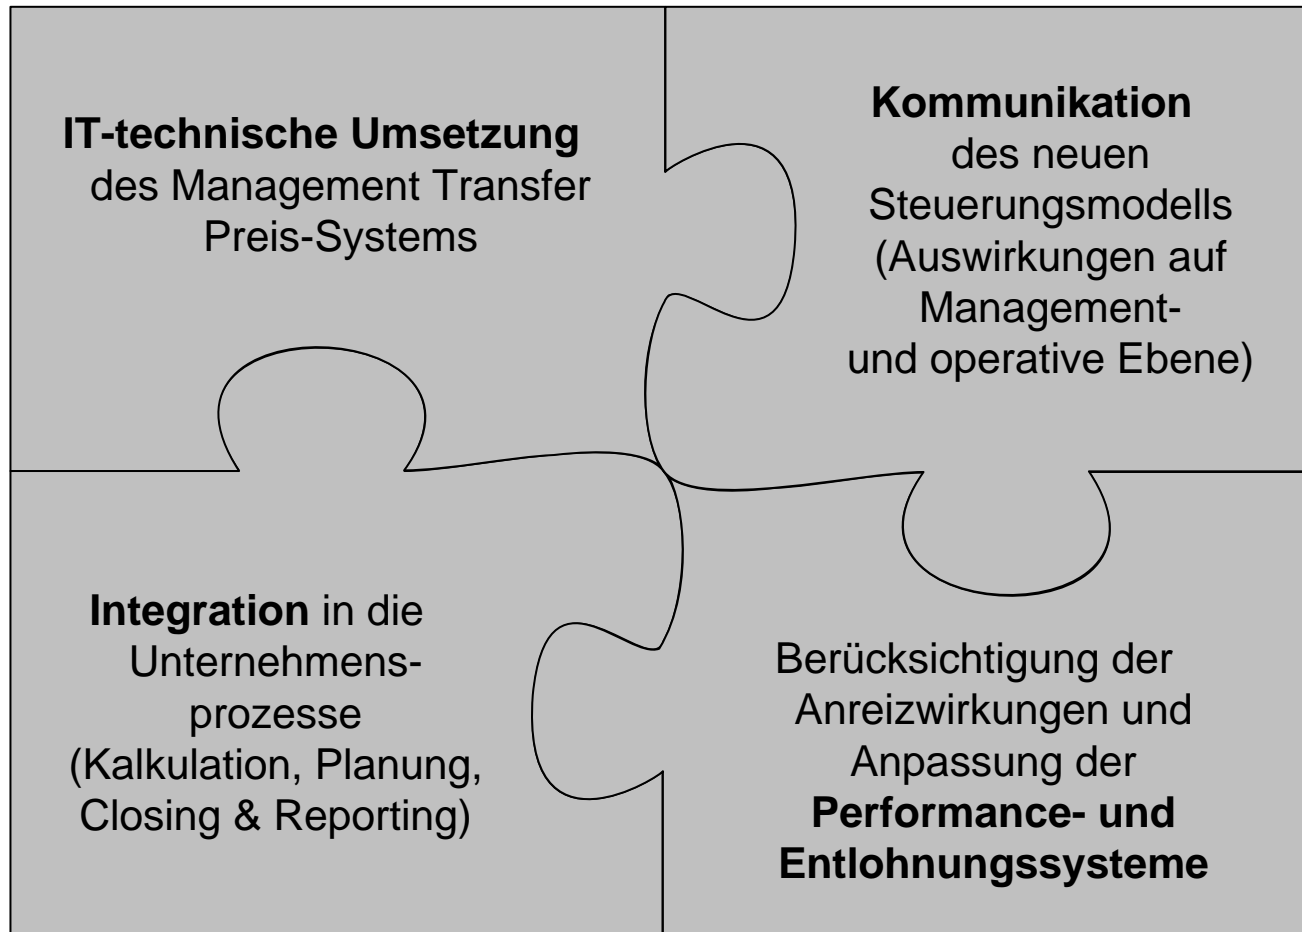 IT-technische Umsetzung
des Management Transfer
Preis-Systems
Kommunikation
des neuen
Steuerungsmodells
(Auswirkungen auf
Management-
und operative Ebene)
Integration in die
Unternehmens-
prozesse
(Kalkulation, Planung,
Closing & Reporting)
Berücksichtigung der
Anreizwirkungen und
Anpassung der
Performance- und
Entlohnungssysteme